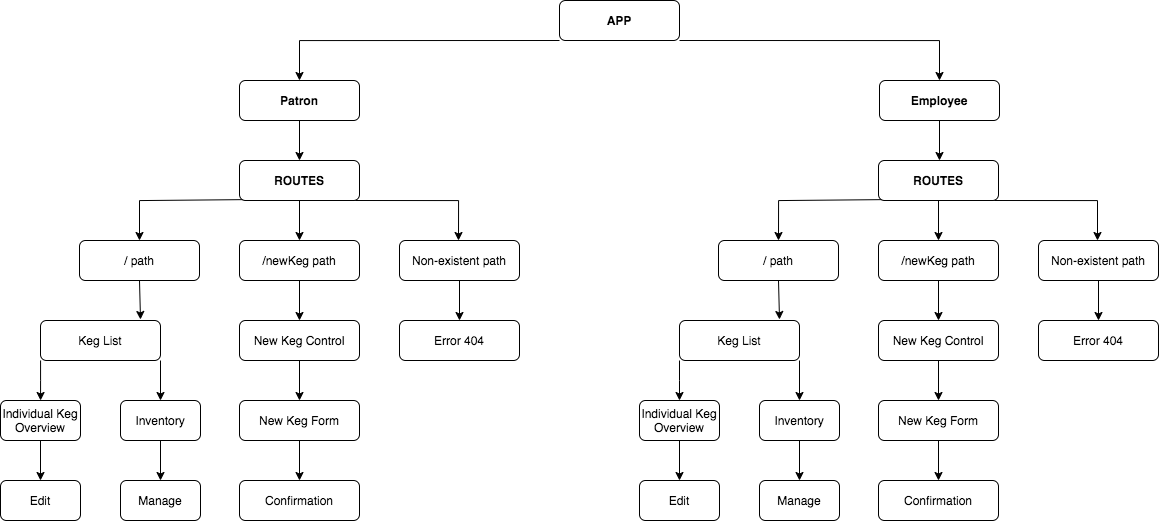 APP
Patron
Employee
ROUTES
ROUTES
/ path
/newKeg path
Non-existent path
/ path
/newKeg path
Non-existent path
Keg List
New Keg Control
Error 404
Keg List
New Keg Control
Error 404
Individual Keg
Overview
Inventory
New Keg Form
Individual Keg
Overview
Inventory
New Keg Form
Edit
Manage
Confirmation
Edit
Manage
Confirmation